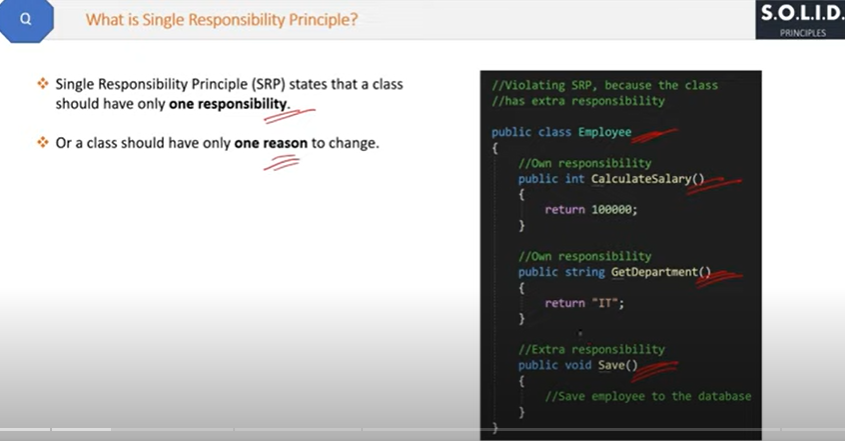 Q
What is Single Responsibility Principle?
S.O.L.I.D.
PRINCIPLES
❖ Single Responsibility Principle (SRP) states that a class
should have only one responsibility.
❖ Or a class should have only one reason to change.
//Violating SRP, because the class
//has extra responsibility
public class Employee
{
//Own responsibility
public int CalculateSalary()
{
return 100000;
}
//Own responsibility
public string GetDepartment()
{
return "IT";
}
//Extra responsibility
public void Save()
{
//Save employee to the database
}
}